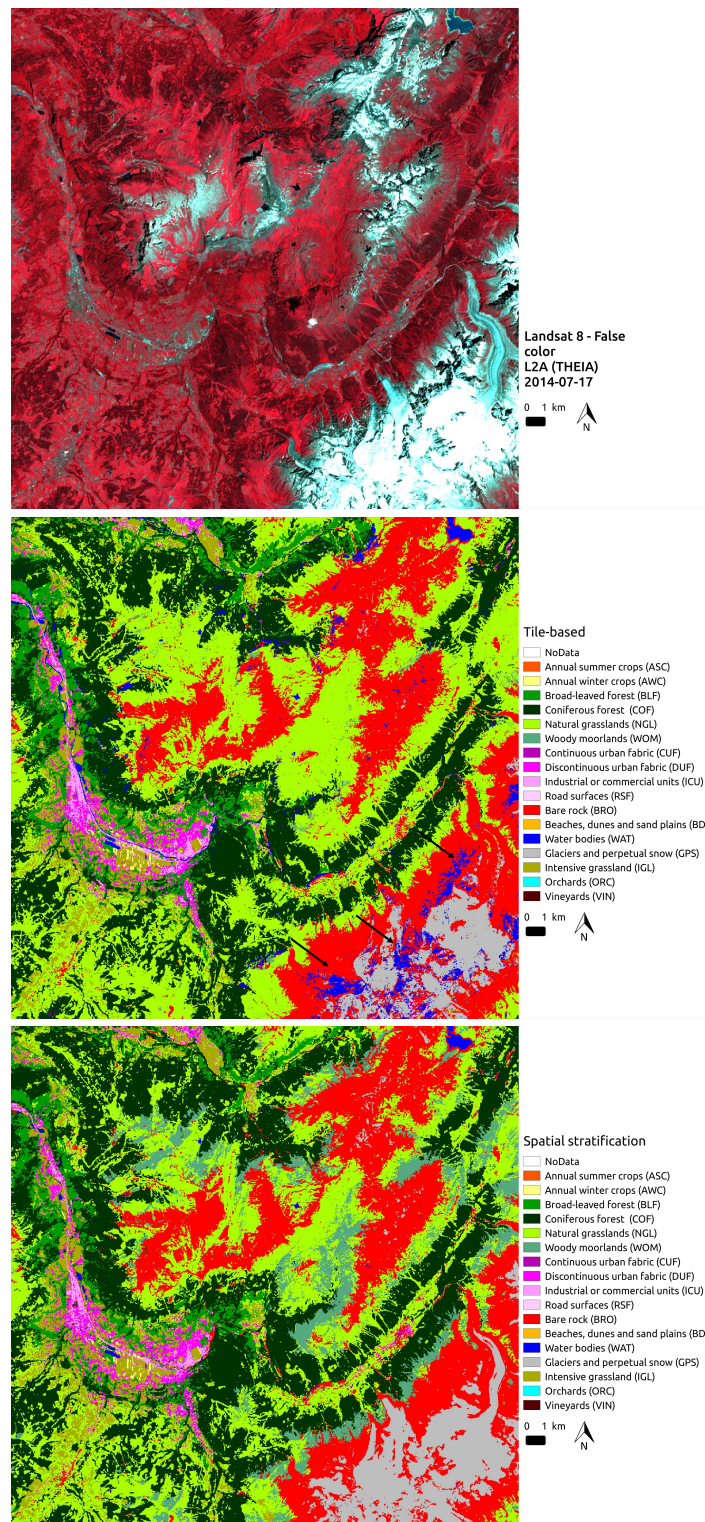 Landsat 8 - False
color
L2A (THEIA)
2014-07-17
0 1 km
N
Tile-based
NoData
Annual summer crops (ASC)
Annual winter crops (AWC)
Broad-leaved forest (BLF)
Coniferous forest (COF)
Natural grasslands (NGL)
Woody moorlands (WOM)
Continuous urban fabric (CUF)
Discontinuous urban fabric (DUF)
Industrial or commercial units (ICU)
Road surfaces (RSF)
Bare rock (BRO)
Beaches, dunes and sand plains (BD
Water bodies (WAT)
Glaciers and perpetual snow (GPS)
Intensive grassland (IGL)
Orchards (ORC)
Vineyards (VIN)
0 1 km
N
Spatial stratification
NoData
Annual summer crops (ASC)
Annual winter crops (AWC)
Broad-leaved forest (BLF)
Coniferous forest (COF)
Natural grasslands (NGL)
Woody moorlands (WOM)
Continuous urban fabric (CUF)
Discontinuous urban fabric (DUF)
Industrial or commercial units (ICU)
Road surfaces (RSF)
Bare rock (BRO)
Beaches, dunes and sand plains (BD
Water bodies (WAT)
Glaciers and perpetual snow (GPS)
Intensive grassland (IGL)
Orchards (ORC)
Vineyards (VIN)
0 1 km
N